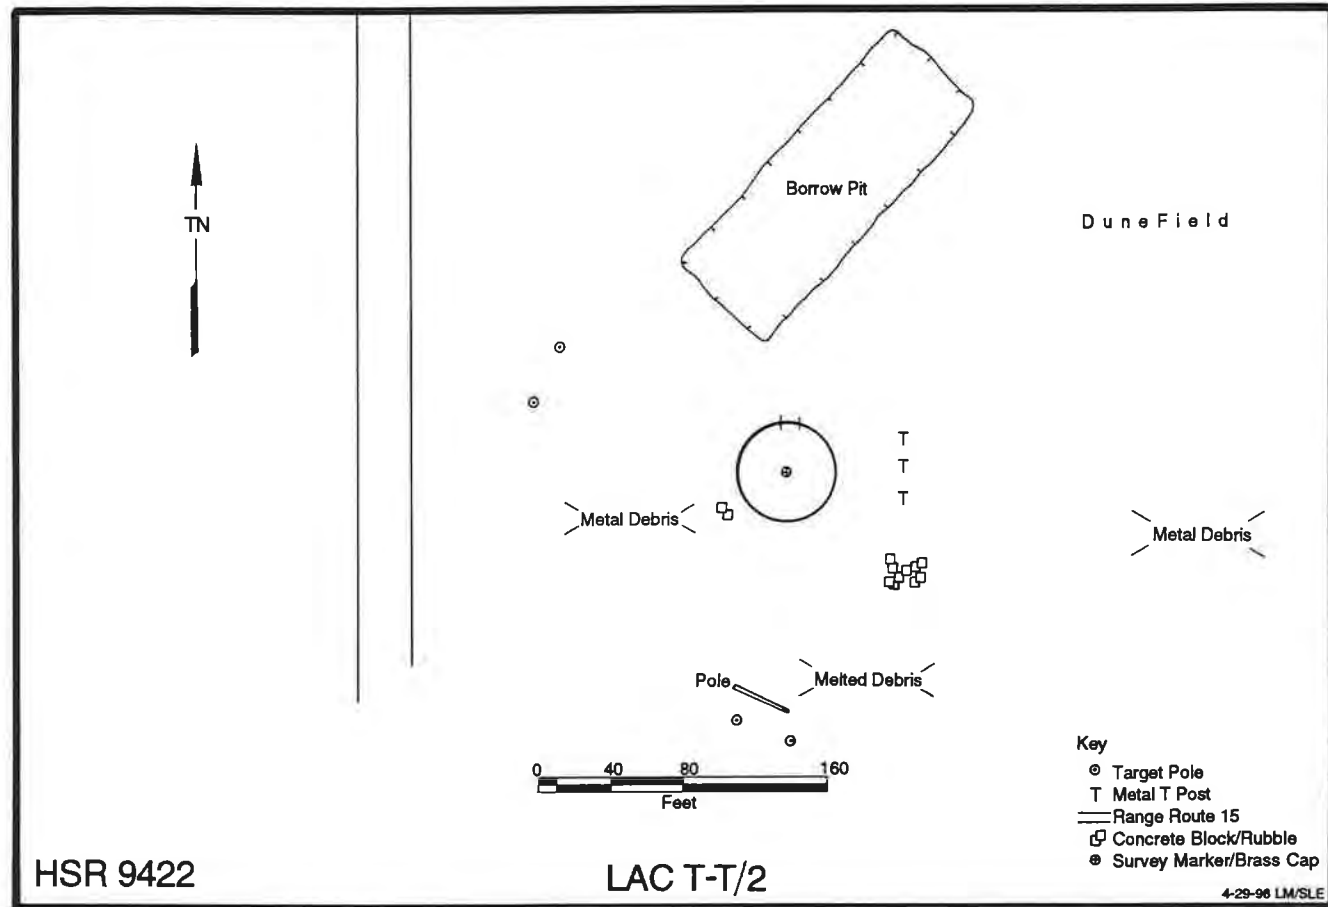 TN
Borrow Pit
Dune Field
T
T
T
Metal Debris
Metal Debris
Pole
Melted Debris
0 40 80 160
Feet
Key
Target Pole
T Metal T Post
Range Route 15
Concrete Block/Rubble
Survey Marker/Brass Cap
HSR 9422
LAC T-T/2
4-29-96 LM/SLE